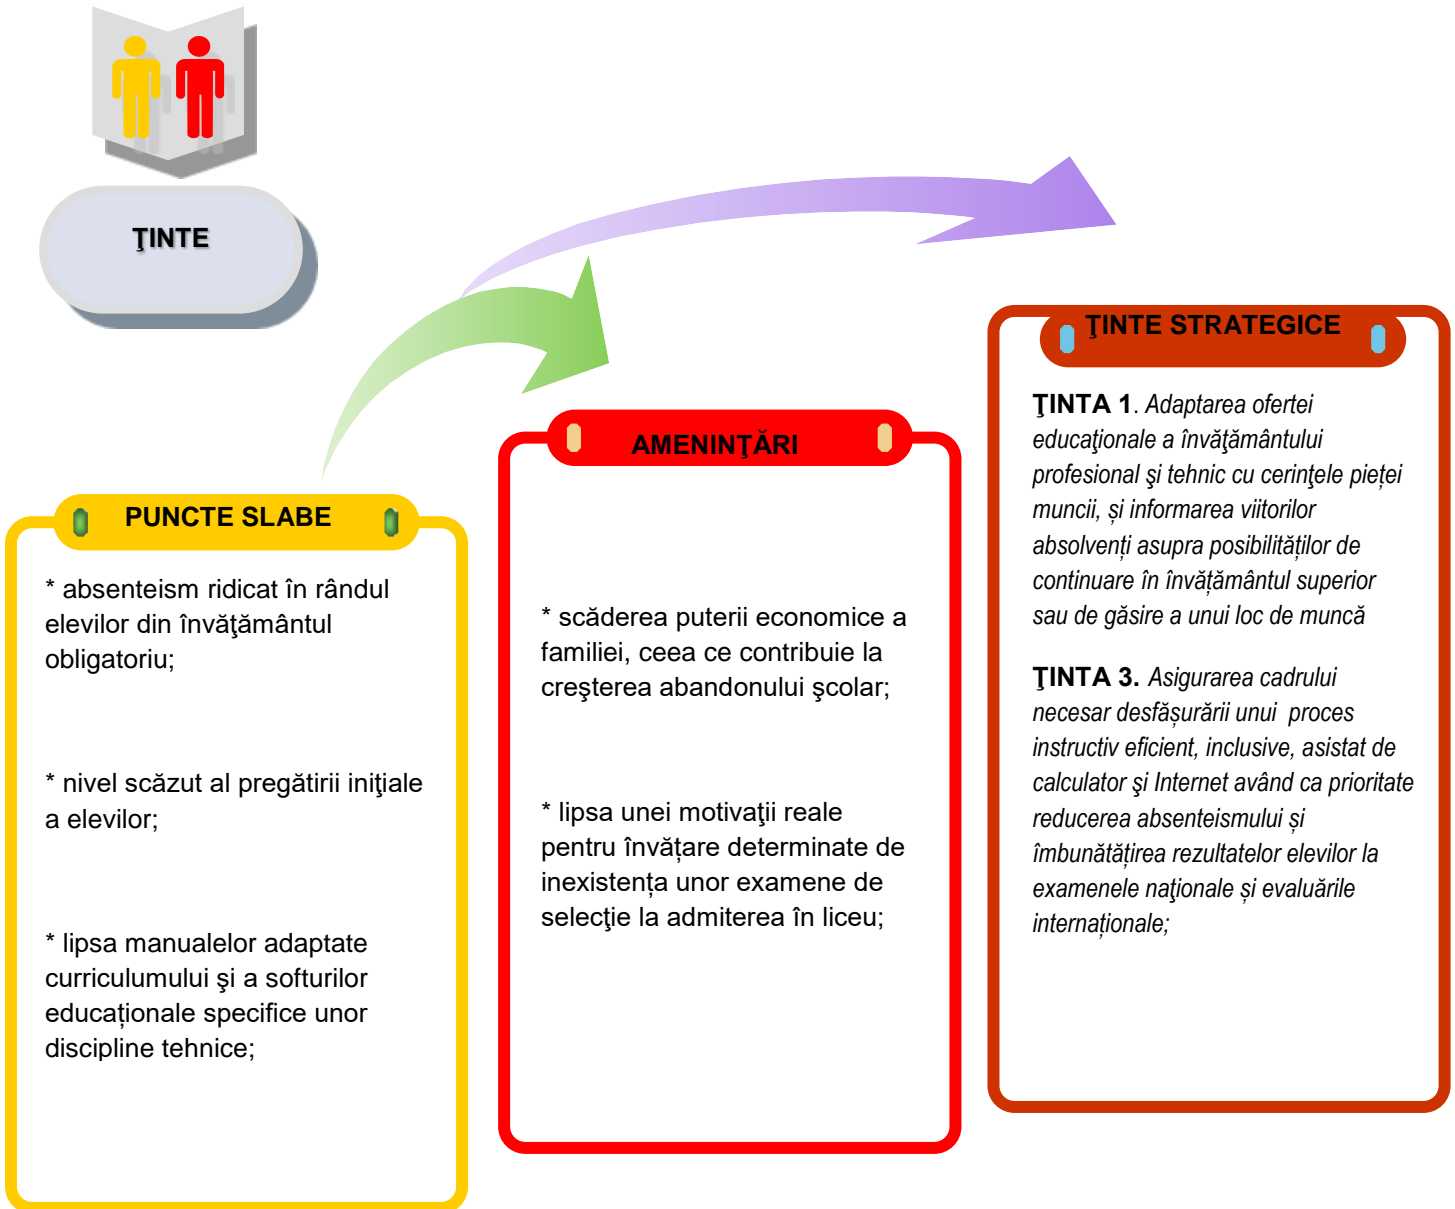 ŢINTE
PUNCTE SLABE
* absenteism ridicat în rândul
elevilor din învăţământul
obligatoriu;
* nivel scăzut al pregătirii iniţiale
a elevilor;
* lipsa manualelor adaptate
curriculumului şi a softurilor
educaționale specifice unor
discipline tehnice;
AMENINŢĂRI
* scăderea puterii economice a
familiei, ceea ce contribuie la
creşterea abandonului şcolar;
* lipsa unei motivaţii reale
pentru învățare determinate de
inexistența unor examene de
selecţie la admiterea în liceu;
ŢINTE STRATEGICE
ŢINTA 1. Adaptarea ofertei
educaţionale a învăţământului
profesional şi tehnic cu cerinţele pieței
muncii, și informarea viitorilor
absolvenți asupra posibilităților de
continuare în învățământul superior
sau de găsire a unui loc de muncă
ŢINTA 3. Asigurarea cadrului
necesar desfășurării unui  proces
instructiv eficient, inclusive, asistat de
calculator şi Internet având ca prioritate
reducerea absenteismului și
îmbunătățirea rezultatelor elevilor la
examenele naţionale și evaluările
internaționale;